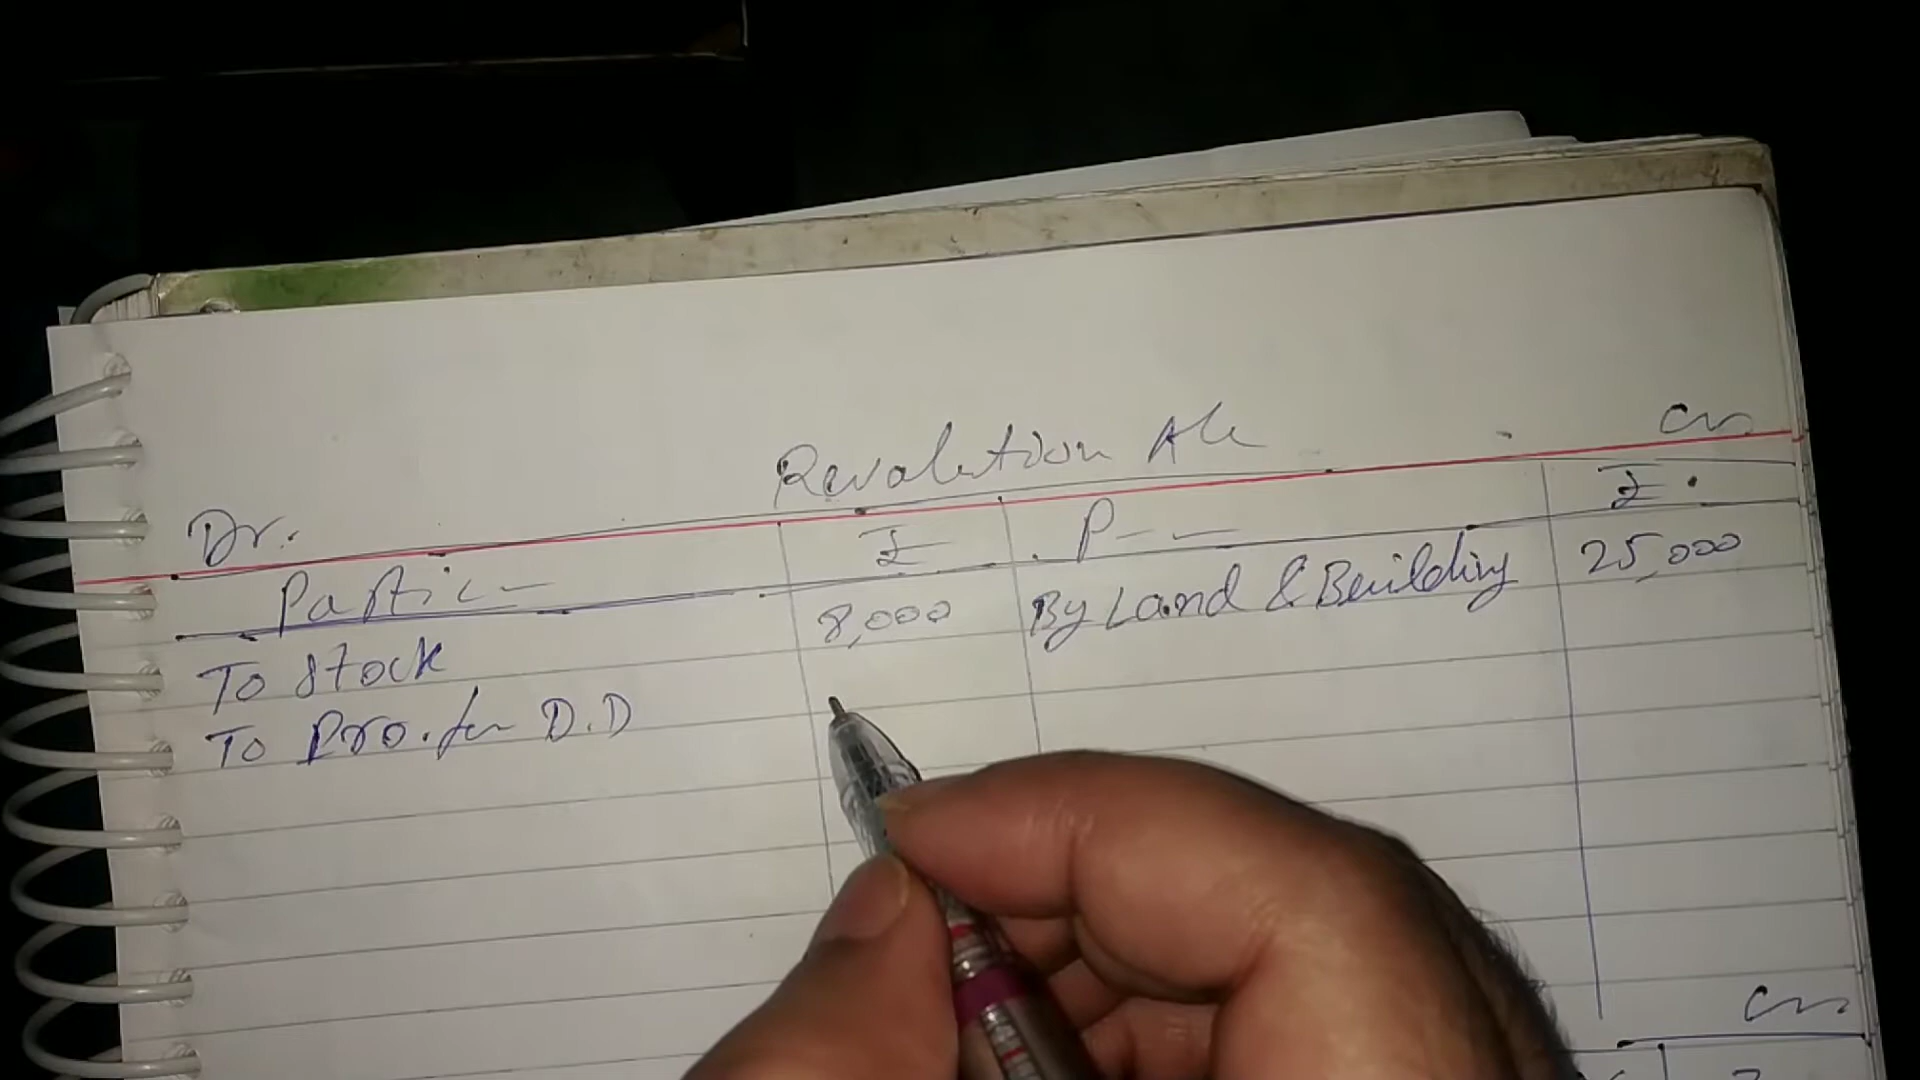 Revalution A/c
Dr. Cr
Partic- ₹ P-- ₹
To Stock 8,000 By Land & Building 25,000
To Pro. for D.D
Cr